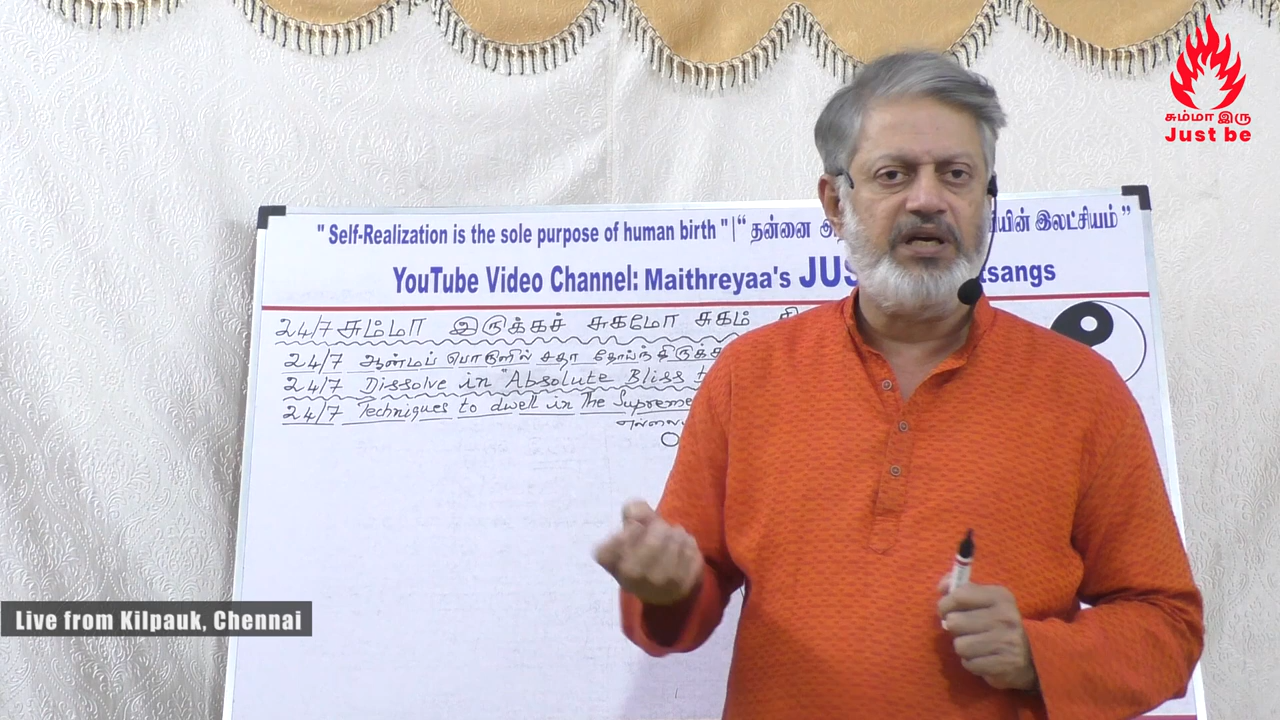 சும்மா இரு
Just be
" Self-Realization is the sole purpose of human birth " | “ தன்னை இலட்சியம் ”
YouTube Video Channel: Maithreyaa's
24/7 சும்மா இருக்கச் சுகமோ சுகம்
24/7 ஆன்மப் பொருளில் சதா
24/7 Dissolve in "Absolute Bliss
24/7 Techniques to dwell in The Supreme
Live from Kilpauk, Chennai